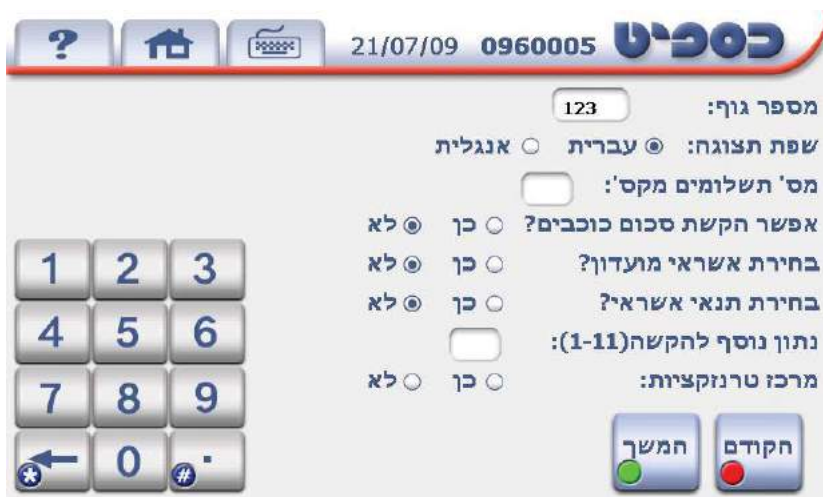 ? 21/07/09 0960005 כספיט
מספר גוף: 123
שפת תצוגה: עברית אנגלית
מס' תשלומים מקס':
אפשר הקשת סכום כוכבים? כן לא
בחירת אשראי מועדון? כן לא
בחירת תנאי אשראי? כן לא
נתון נוסף להקשה(1-11):
מרכז טרנזקציות: כן לא
הקודם המשך
1 2 3
4 5 6
7 8 9
* 0 # .